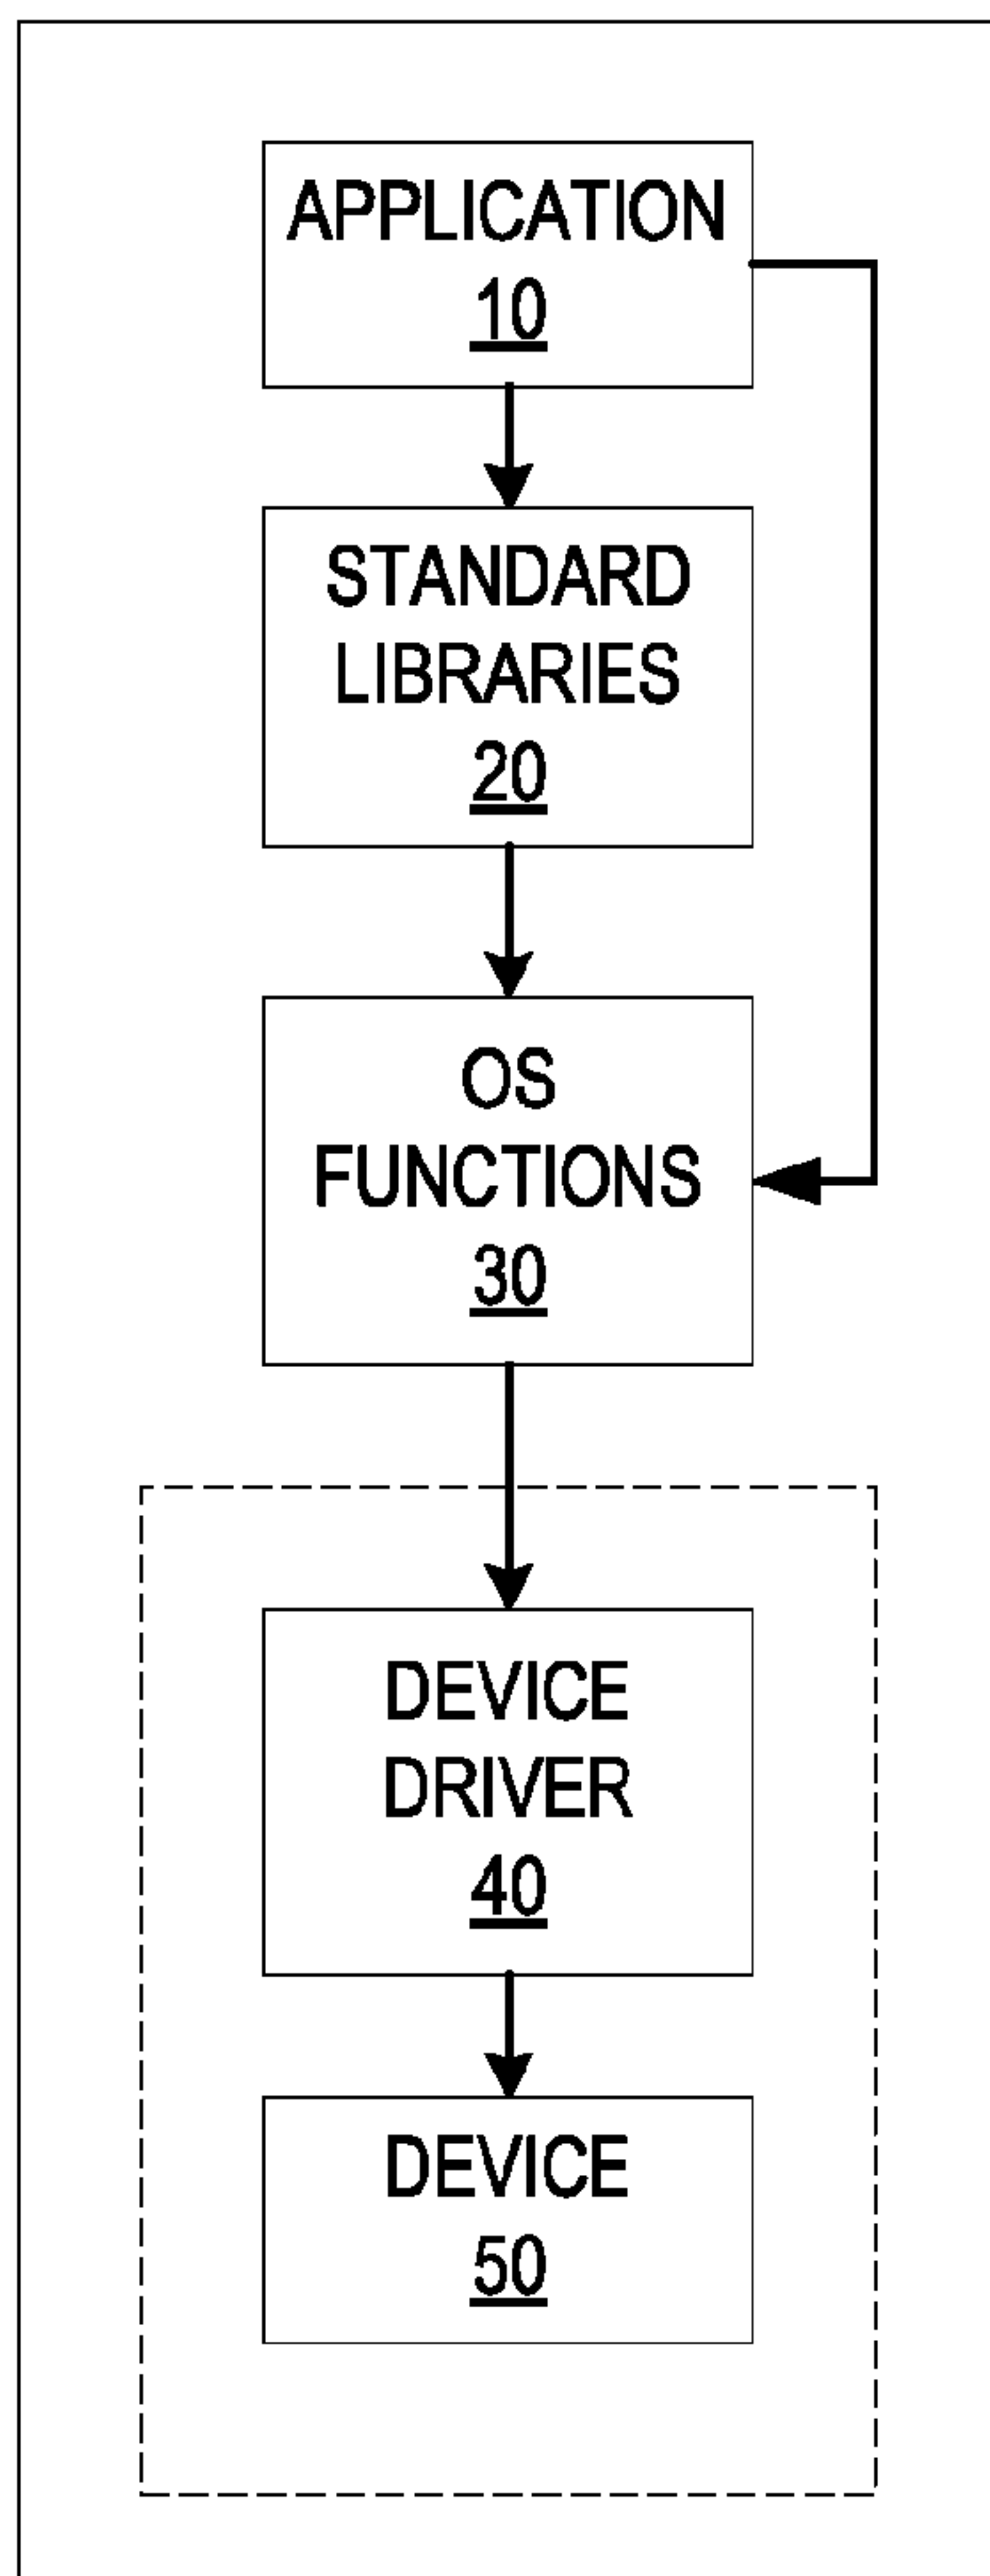 APPLICATION
10
STANDARD
LIBRARIES
20
OS
FUNCTIONS
30
DEVICE
DRIVER
40
DEVICE
50